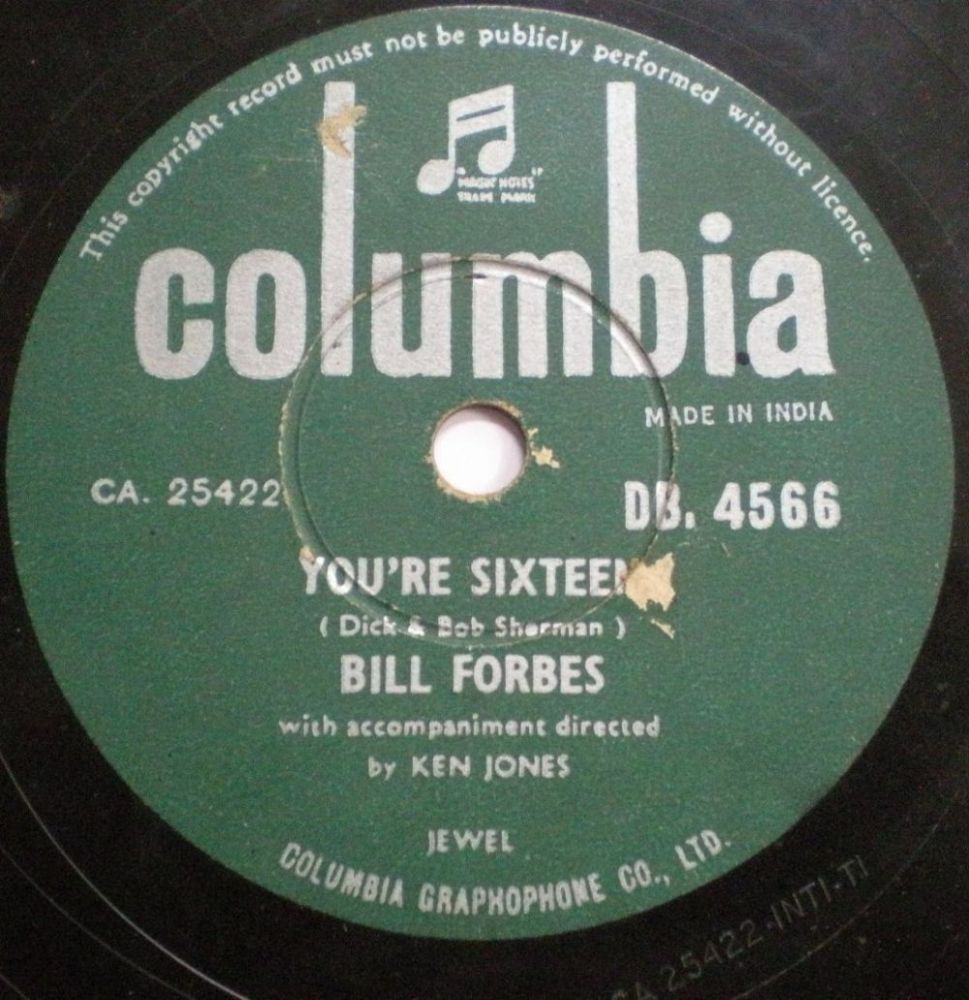 This copyright record must not be publicly performed without licence.
"MAGIC NOTES"
TRADE MARK
columbia
MADE IN INDIA
CA. 25422
DB. 4566
YOU'RE SIXTEEN
( Dick & Bob Sherman )
BILL FORBES
with accompaniment directed
by KEN JONES
JEWEL
COLUMBIA GRAPHOPHONE CO., LTD.
CA 25422-INT1-T1